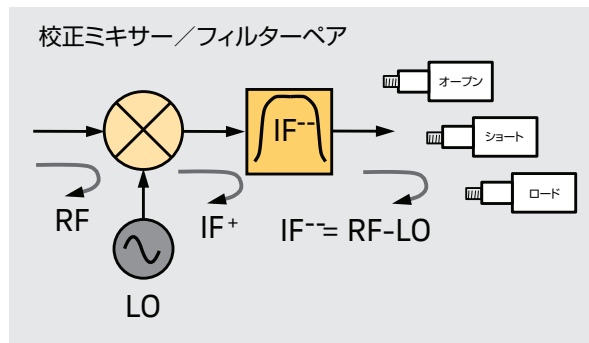 校正ミキサー／フィルターペア
オープン
IF--
ショート
ロード
RF
IF+
IF--= RF-LO
LO